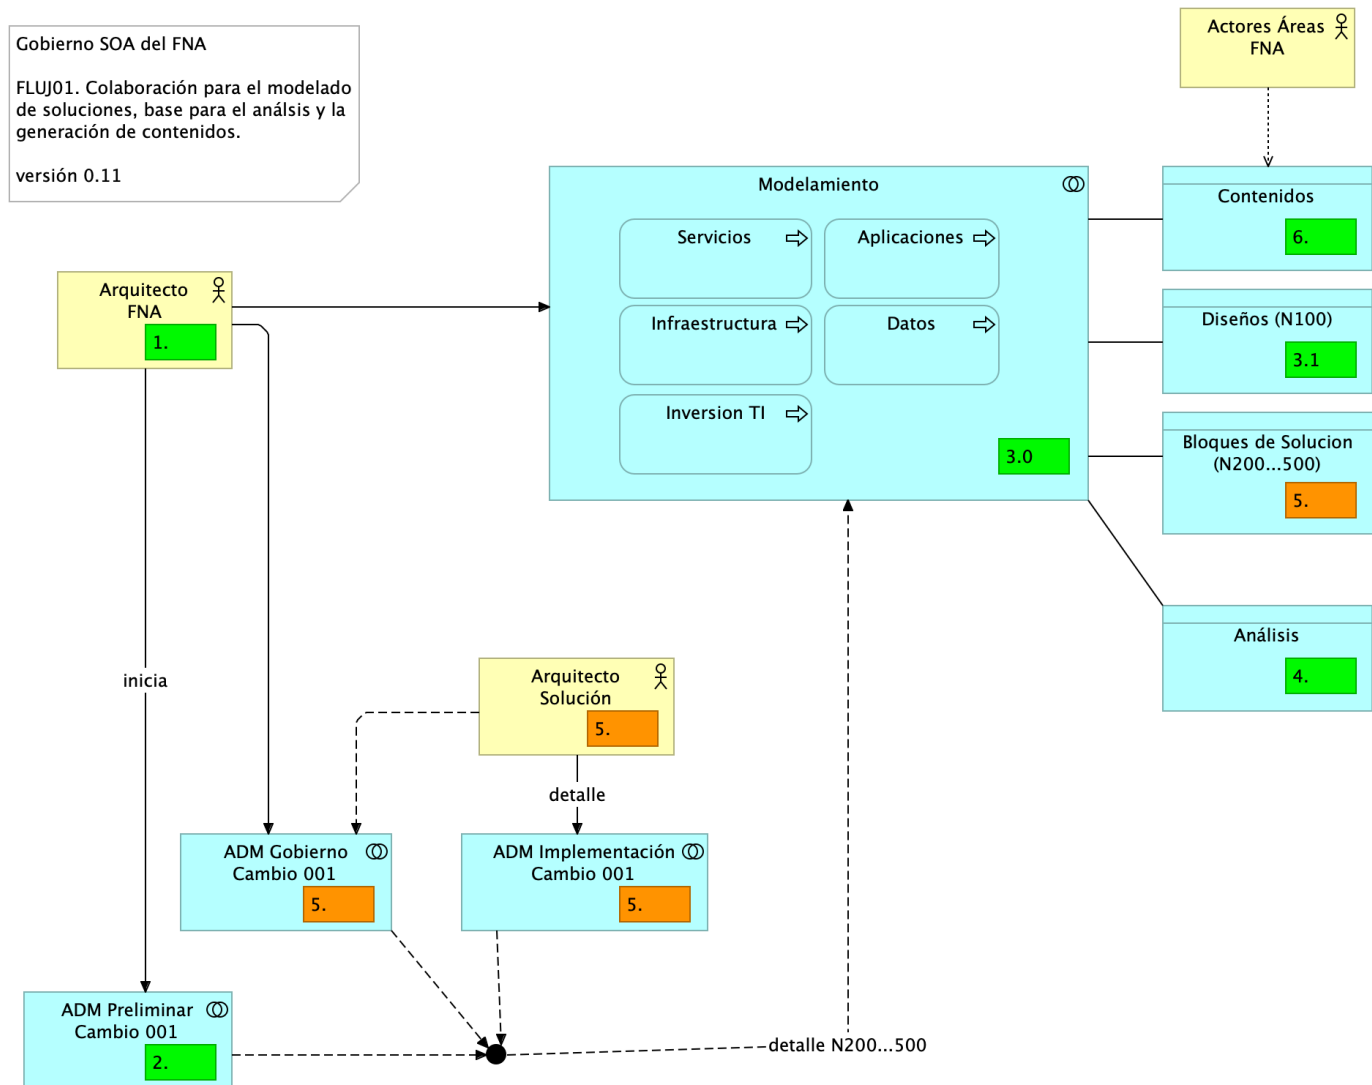 Gobierno SOA del FNA
FLUJ01. Colaboración para el modelado
de soluciones, base para el análsis y la
generación de contenidos.
versión 0.11
Actores Áreas
FNA
Modelamiento
Servicios
Aplicaciones
Infraestructura
Datos
Inversion TI
3.0
Contenidos
6.
Diseños (N100)
3.1
Bloques de Solucion
(N200...500)
5.
Análisis
4.
Arquitecto
FNA
1.
inicia
Arquitecto
Solución
5.
detalle
ADM Gobierno
Cambio 001
5.
ADM Implementación
Cambio 001
5.
ADM Preliminar
Cambio 001
2.
detalle N200...500